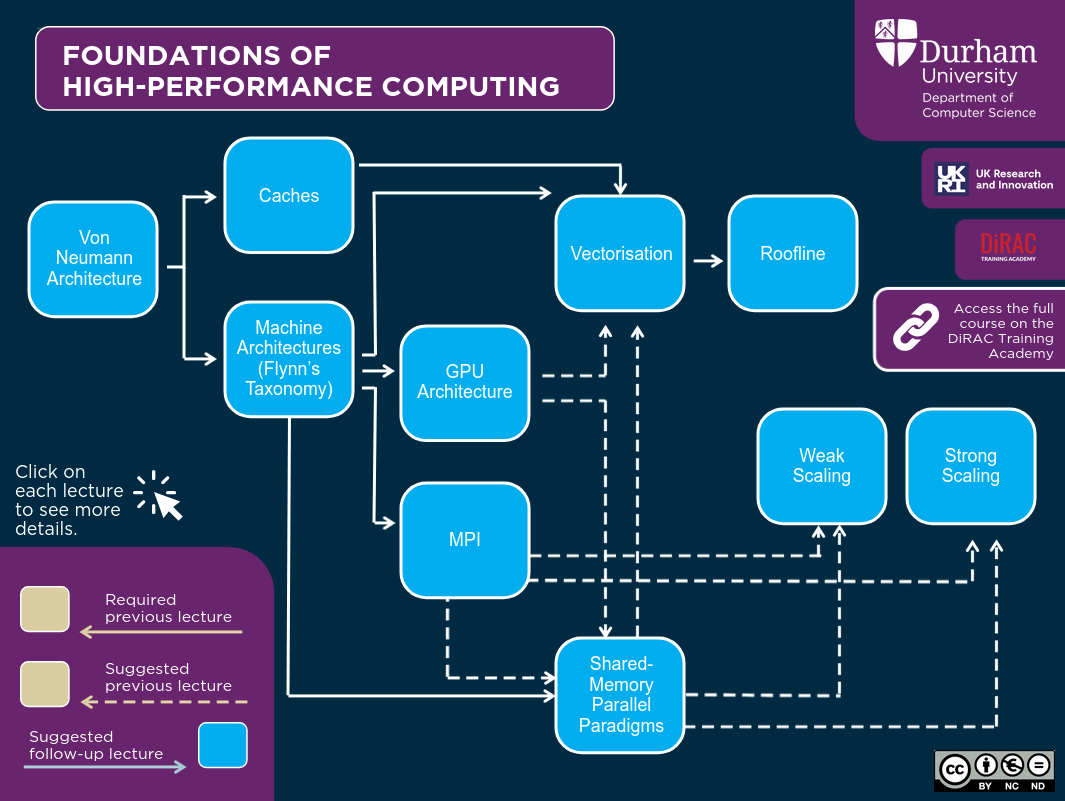 FOUNDATIONS OF
HIGH-PERFORMANCE COMPUTING
Durham
University
Department of
Computer Science
UK
RI
UK Research
and Innovation
DiRAC
TRAINING ACADEMY
Access the full
course on the
DiRAC Training
Academy
Caches
Von
Neumann
Architecture
Vectorisation
Roofline
Machine
Architectures
(Flynn's
Taxonomy)
GPU
Architecture
Weak
Scaling
Strong
Scaling
MPI
Shared-
Memory
Parallel
Paradigms
Click on
each lecture
to see more
details.
Required
previous lecture
Suggested
previous lecture
Suggested
follow-up lecture
cc
BY NC ND